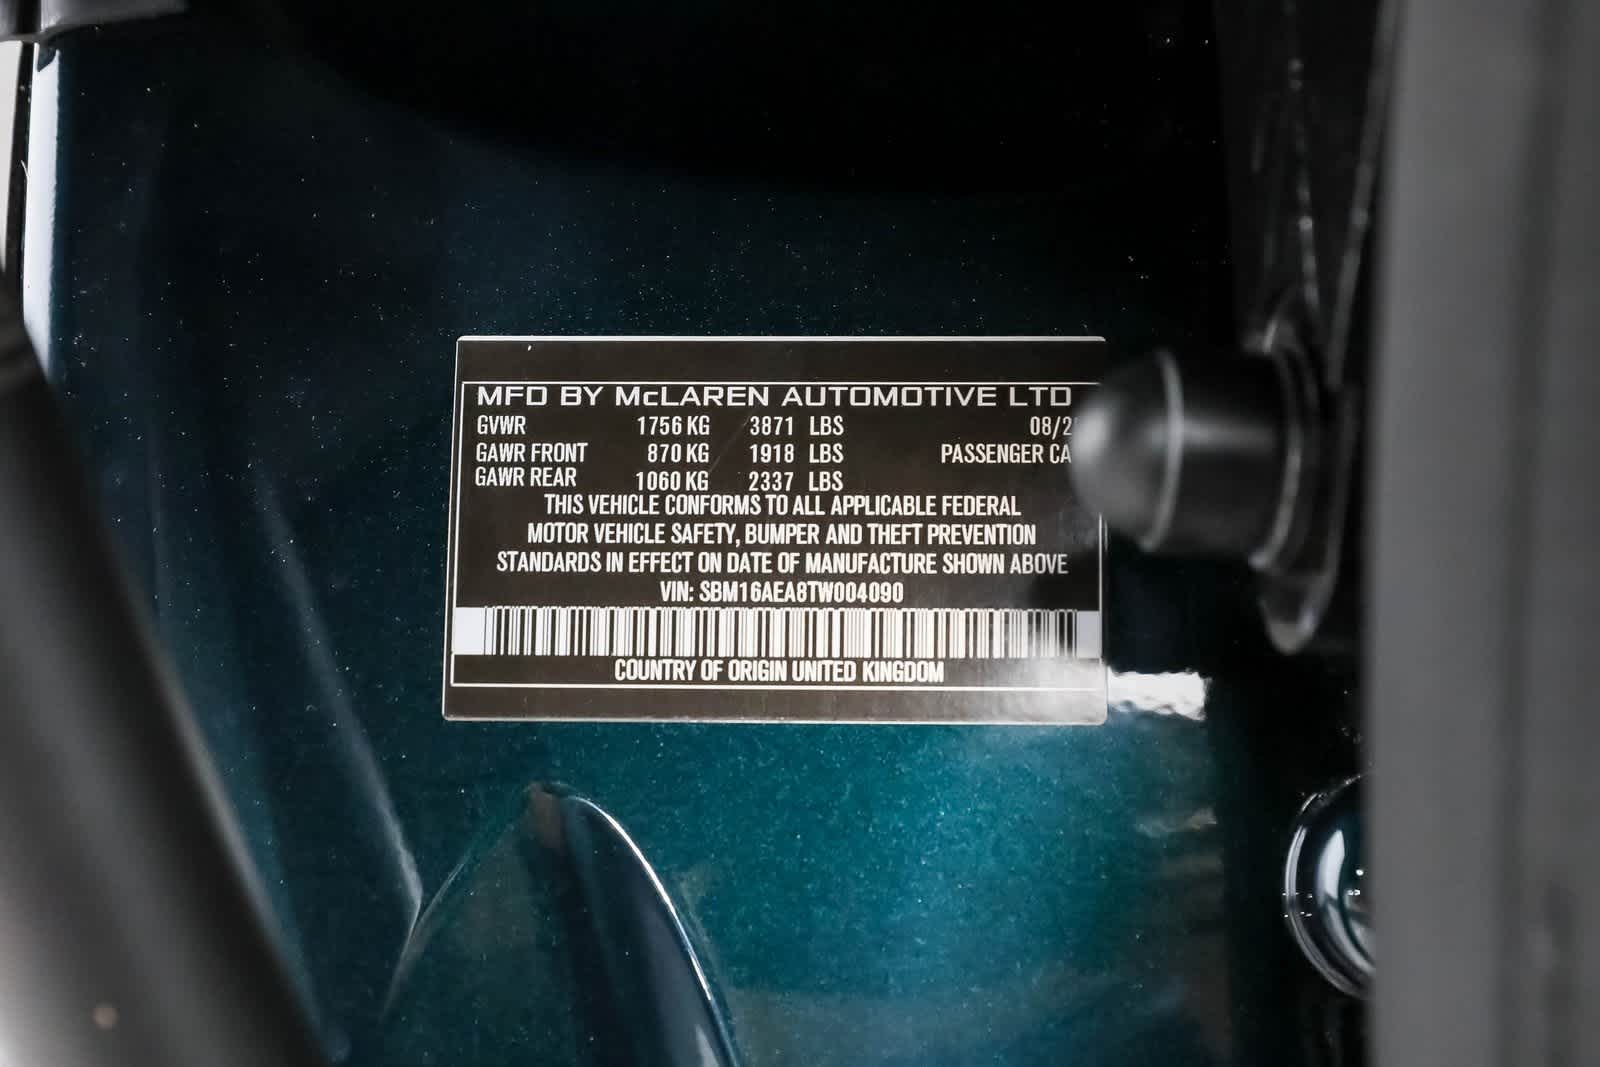 MFD BY McLAREN AUTOMOTIVE LTD
GVWR 1756 KG 3871 LBS 08/2
GAWR FRONT 870 KG 1918 LBS PASSENGER CA
GAWR REAR 1060 KG 2337 LBS
THIS VEHICLE CONFORMS TO ALL APPLICABLE FEDERAL
MOTOR VEHICLE SAFETY, BUMPER AND THEFT PREVENTION
STANDARDS IN EFFECT ON DATE OF MANUFACTURE SHOWN ABOVE
VIN: SBM16AEA8TW004090
COUNTRY OF ORIGIN UNITED KINGDOM